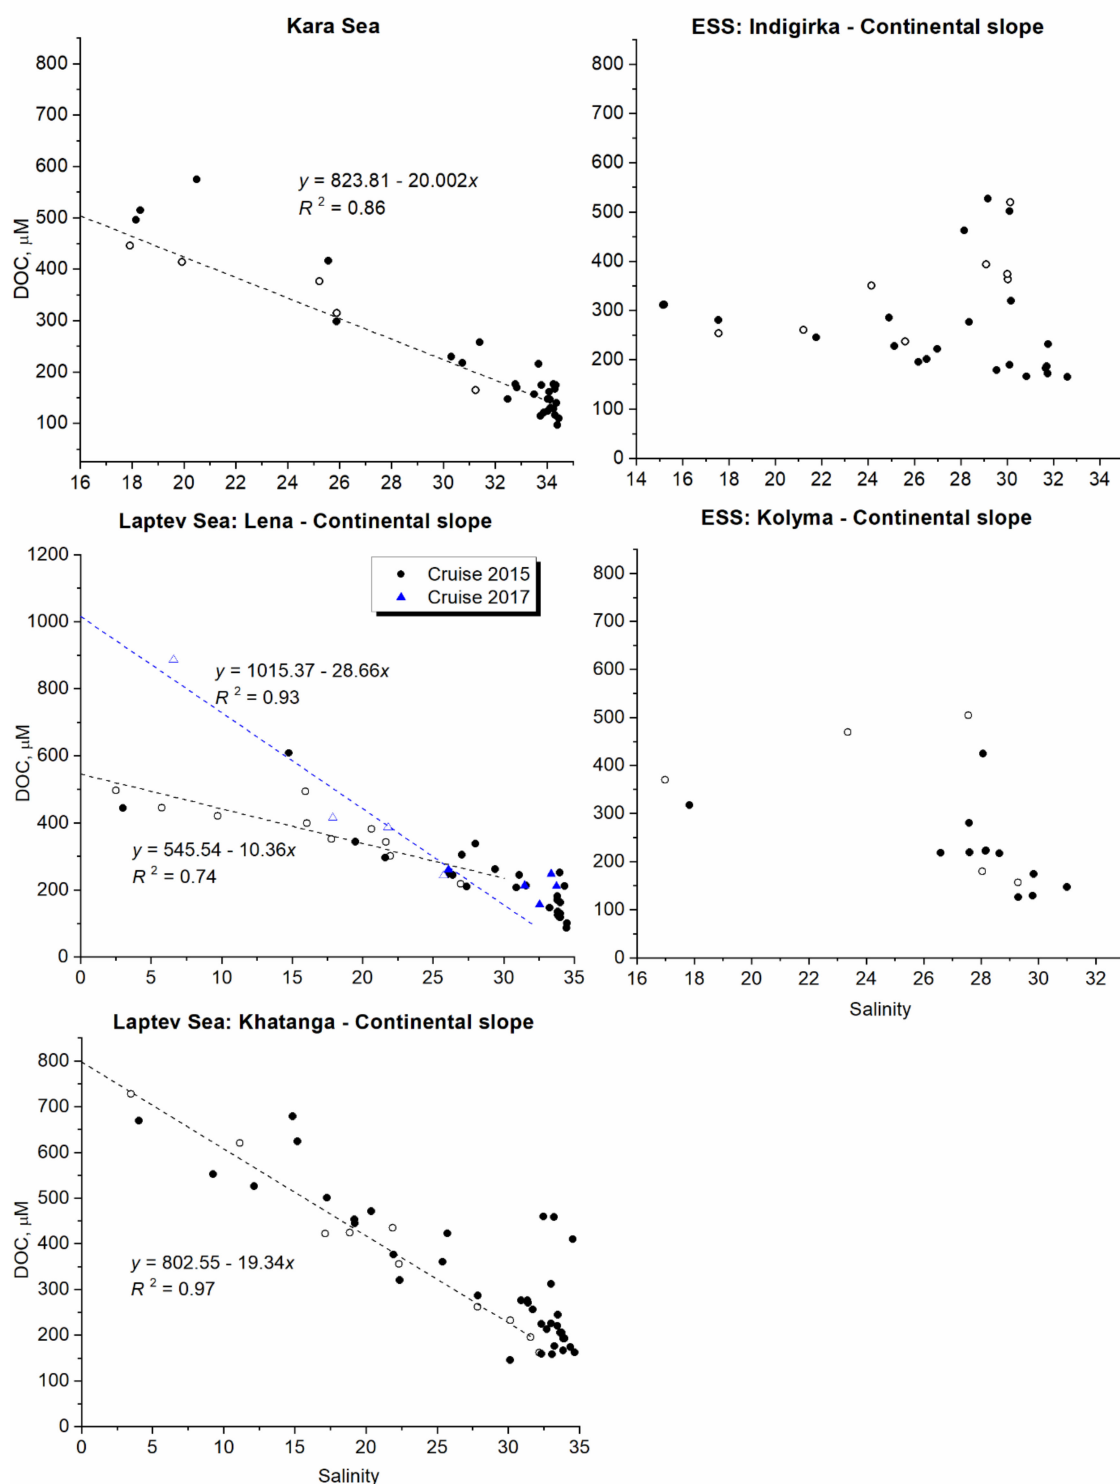 Kara Sea
800
700
600
500
400
300
200
100
DOC, μM
y = 823.81 - 20.002x
R 2 = 0.86
16 18 20 22 24 26 28 30 32 34
ESS: Indigirka - Continental slope
800
700
600
500
400
300
200
100
0
14 16 18 20 22 24 26 28 30 32 34
Laptev Sea: Lena - Continental slope
1200
1000
800
600
400
200
0
DOC, μM
Cruise 2015
Cruise 2017
y = 1015.37 - 28.66x
R 2 = 0.93
y = 545.54 - 10.36x
R 2 = 0.74
0 5 10 15 20 25 30 35
ESS: Kolyma - Continental slope
800
700
600
500
400
300
200
100
0
16 18 20 22 24 26 28 30 32
Salinity
Laptev Sea: Khatanga - Continental slope
800
700
600
500
400
300
200
100
0
DOC, μM
y = 802.55 - 19.34x
R 2 = 0.97
0 5 10 15 20 25 30 35
Salinity